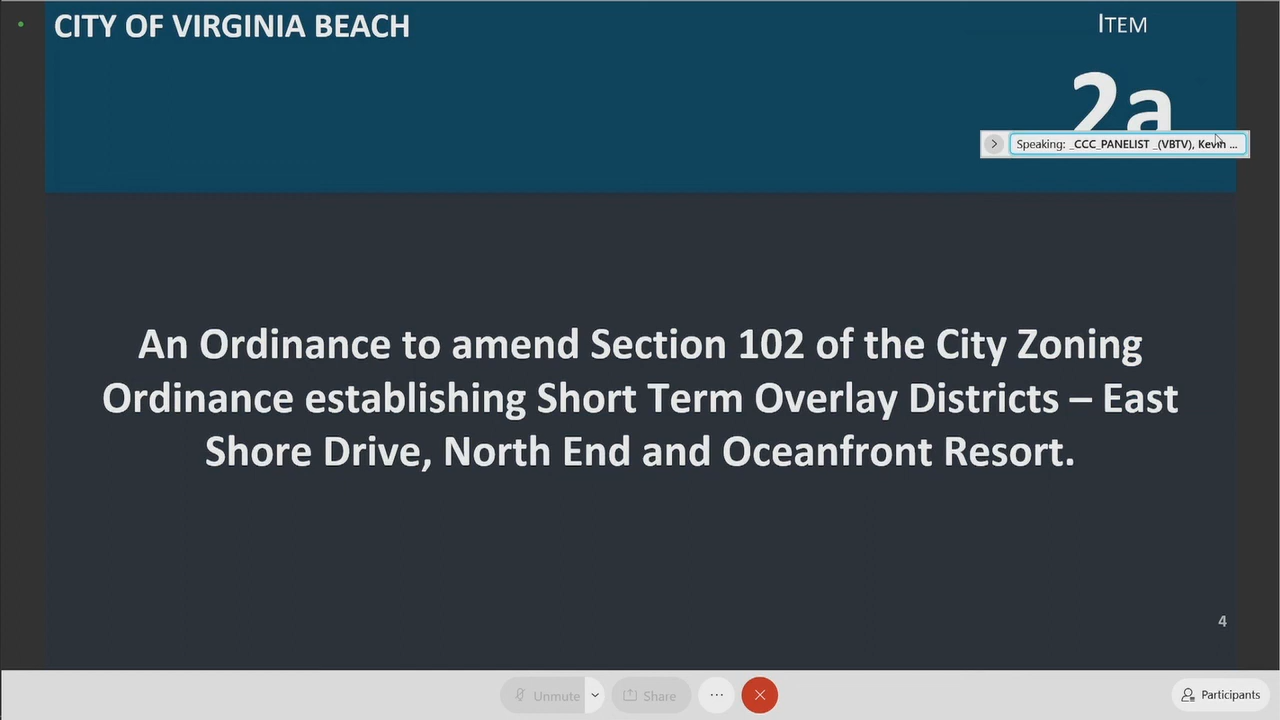 CITY OF VIRGINIA BEACH
ITEM
2a
Speaking: _CCC_PANELIST _(VBTV), Kevin ...
An Ordinance to amend Section 102 of the City Zoning
Ordinance establishing Short Term Overlay Districts – East
Shore Drive, North End and Oceanfront Resort.
4
Unmute
Share
Participants